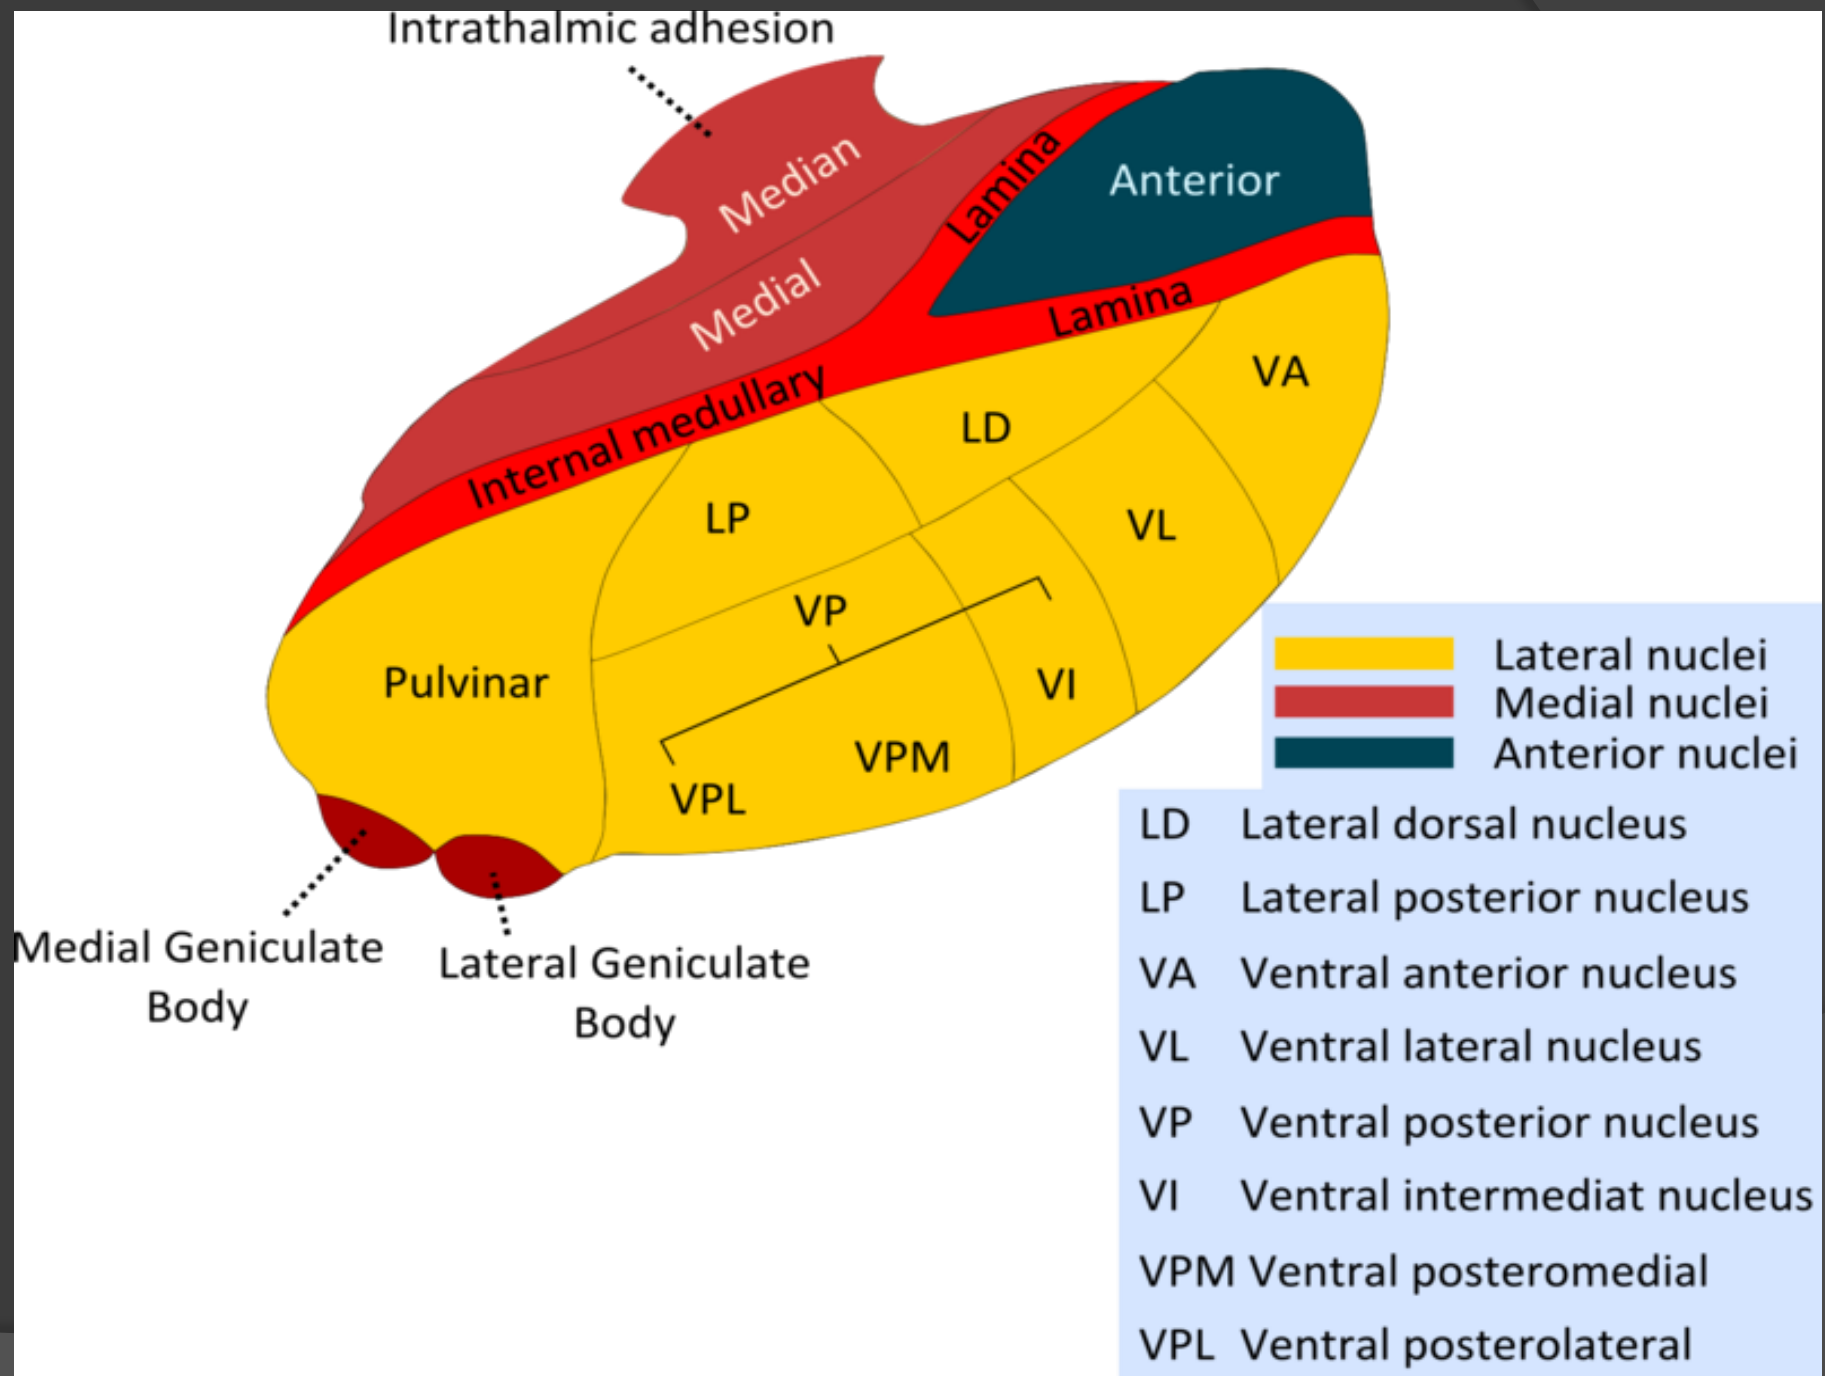 Intrathalmic adhesion
Median
Medial
Lamina
Anterior
Internal medullary
Lamina
VA
LD
LP
VL
VP
Pulvinar
VI
VPM
VPL
Medial Geniculate
Body
Lateral Geniculate
Body
Lateral nuclei
Medial nuclei
Anterior nuclei
LD Lateral dorsal nucleus
LP Lateral posterior nucleus
VA Ventral anterior nucleus
VL Ventral lateral nucleus
VP Ventral posterior nucleus
VI Ventral intermediat nucleus
VPM Ventral posteromedial
VPL Ventral posterolateral